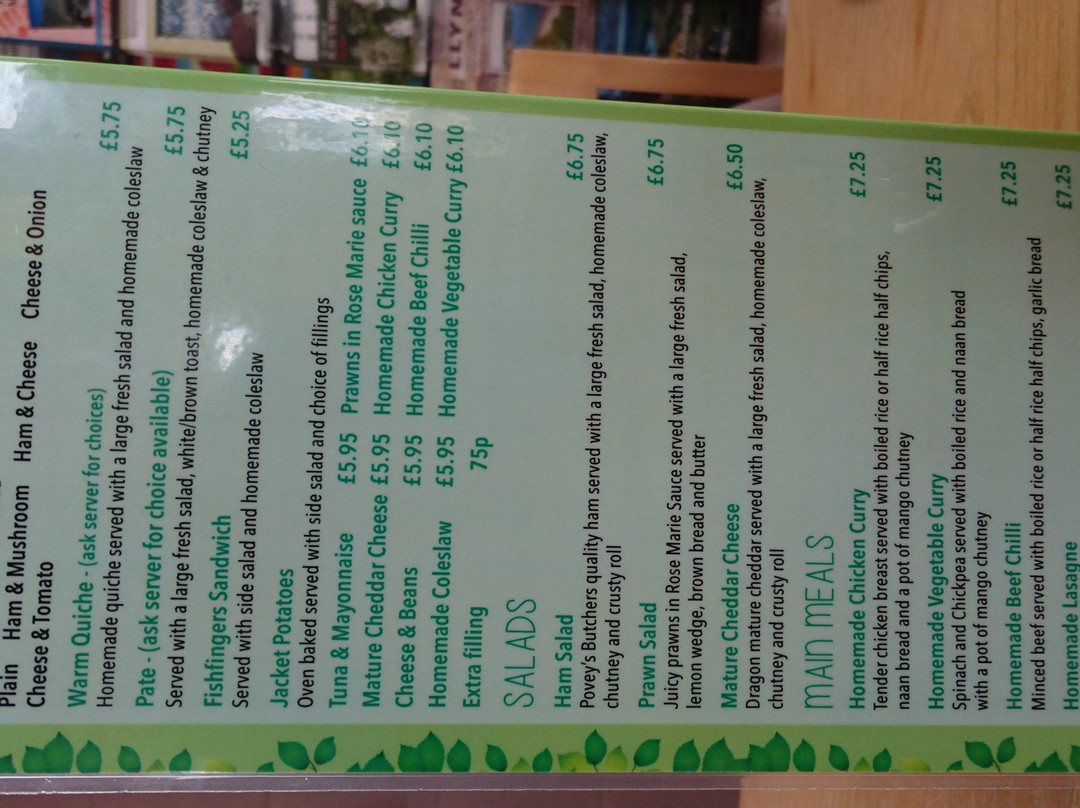 LLYN
Plain Ham & Mushroom Ham & Cheese Cheese & Onion
Cheese & Tomato
Warm Quiche - (ask server for choices) £5.75
Homemade quiche served with a large fresh salad and homemade coleslaw
Pate - (ask server for choice available) £5.75
Served with a large fresh salad, white/brown toast, homemade coleslaw & chutney
Fishfingers Sandwich £5.25
Served with side salad and homemade coleslaw
Jacket Potatoes
Oven baked served with side salad and choice of fillings
Tuna & Mayonnaise £5.95 Prawns in Rose Marie sauce £6.10
Mature Cheddar Cheese £5.95 Homemade Chicken Curry £6.10
Cheese & Beans £5.95 Homemade Beef Chilli £6.10
Homemade Coleslaw £5.95 Homemade Vegetable Curry £6.10
Extra filling 75p
SALADS
Ham Salad £6.75
Povey's Butchers quality ham served with a large fresh salad, homemade coleslaw,
chutney and crusty roll
Prawn Salad £6.75
Juicy prawns in Rose Marie Sauce served with a large fresh salad,
lemon wedge, brown bread and butter
Mature Cheddar Cheese £6.50
Dragon mature cheddar served with a large fresh salad, homemade coleslaw,
chutney and crusty roll
MAIN MEALS
Homemade Chicken Curry £7.25
Tender chicken breast served with boiled rice or half rice half chips,
naan bread and a pot of mango chutney
Homemade Vegetable Curry £7.25
Spinach and Chickpea served with boiled rice and naan bread
with a pot of mango chutney
Homemade Beef Chilli £7.25
Minced beef served with boiled rice or half rice half chips, garlic bread
Homemade Lasagne £7.25